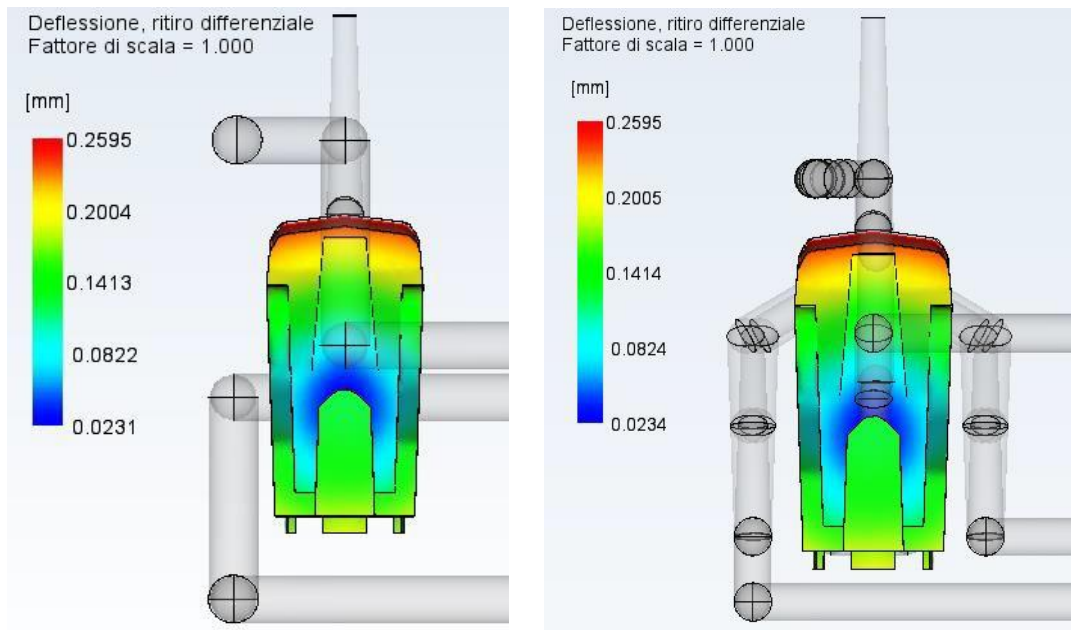 Deflessione, ritiro differenziale
Fattore di scala = 1.000
[mm]
0.2595
0.2004
0.1413
0.0822
0.0231
Deflessione, ritiro differenziale
Fattore di scala = 1.000
[mm]
0.2595
0.2005
0.1414
0.0824
0.0234